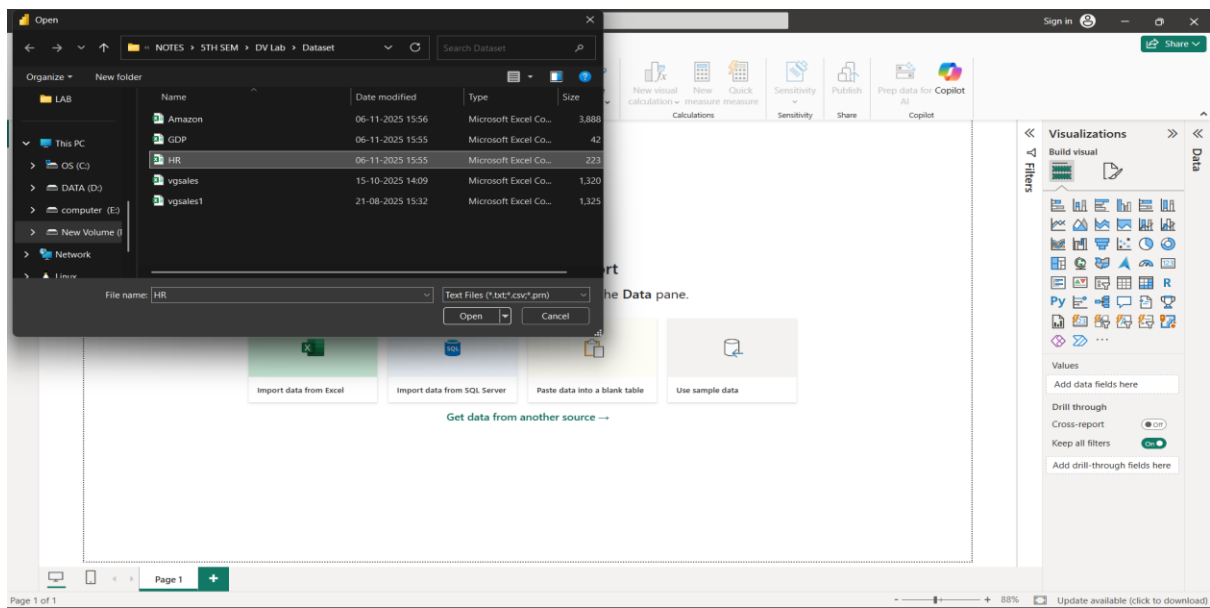 Open
Sign in
« NOTES > 5TH SEM > DV Lab > Dataset
Search Dataset
Share
Organize
New folder
LAB
This PC
OS (C:)
DATA (D:)
computer (E:)
New Volume (
Network
Name
Date modified
Type
Size
Amazon 06-11-2025 15:56 Microsoft Excel Co... 3,888
GDP 06-11-2025 15:55 Microsoft Excel Co... 42
HR 06-11-2025 15:55 Microsoft Excel Co... 223
vgsales 15-10-2025 14:09 Microsoft Excel Co... 1,320
vgsales1 21-08-2025 15:32 Microsoft Excel Co... 1,325
File name: HR
Text Files (*.txt;*.csv;*.prn)
Open
Cancel
New visual calculation
New measure
Quick measure
Sensitivity
Publish
Prep data for AI
Copilot
Calculations
Sensitivity
Share
Copilot
he Data pane.
Import data from Excel
SQL
Import data from SQL Server
Paste data into a blank table
Use sample data
Get data from another source →
Filters
Visualizations
Build visual
123
R
Py
Values
Add data fields here
Drill through
Cross-report
Off
Keep all filters
On
Add drill-through fields here
Data
Page 1
Page 1 of 1
- + 88%
Update available (click to download)